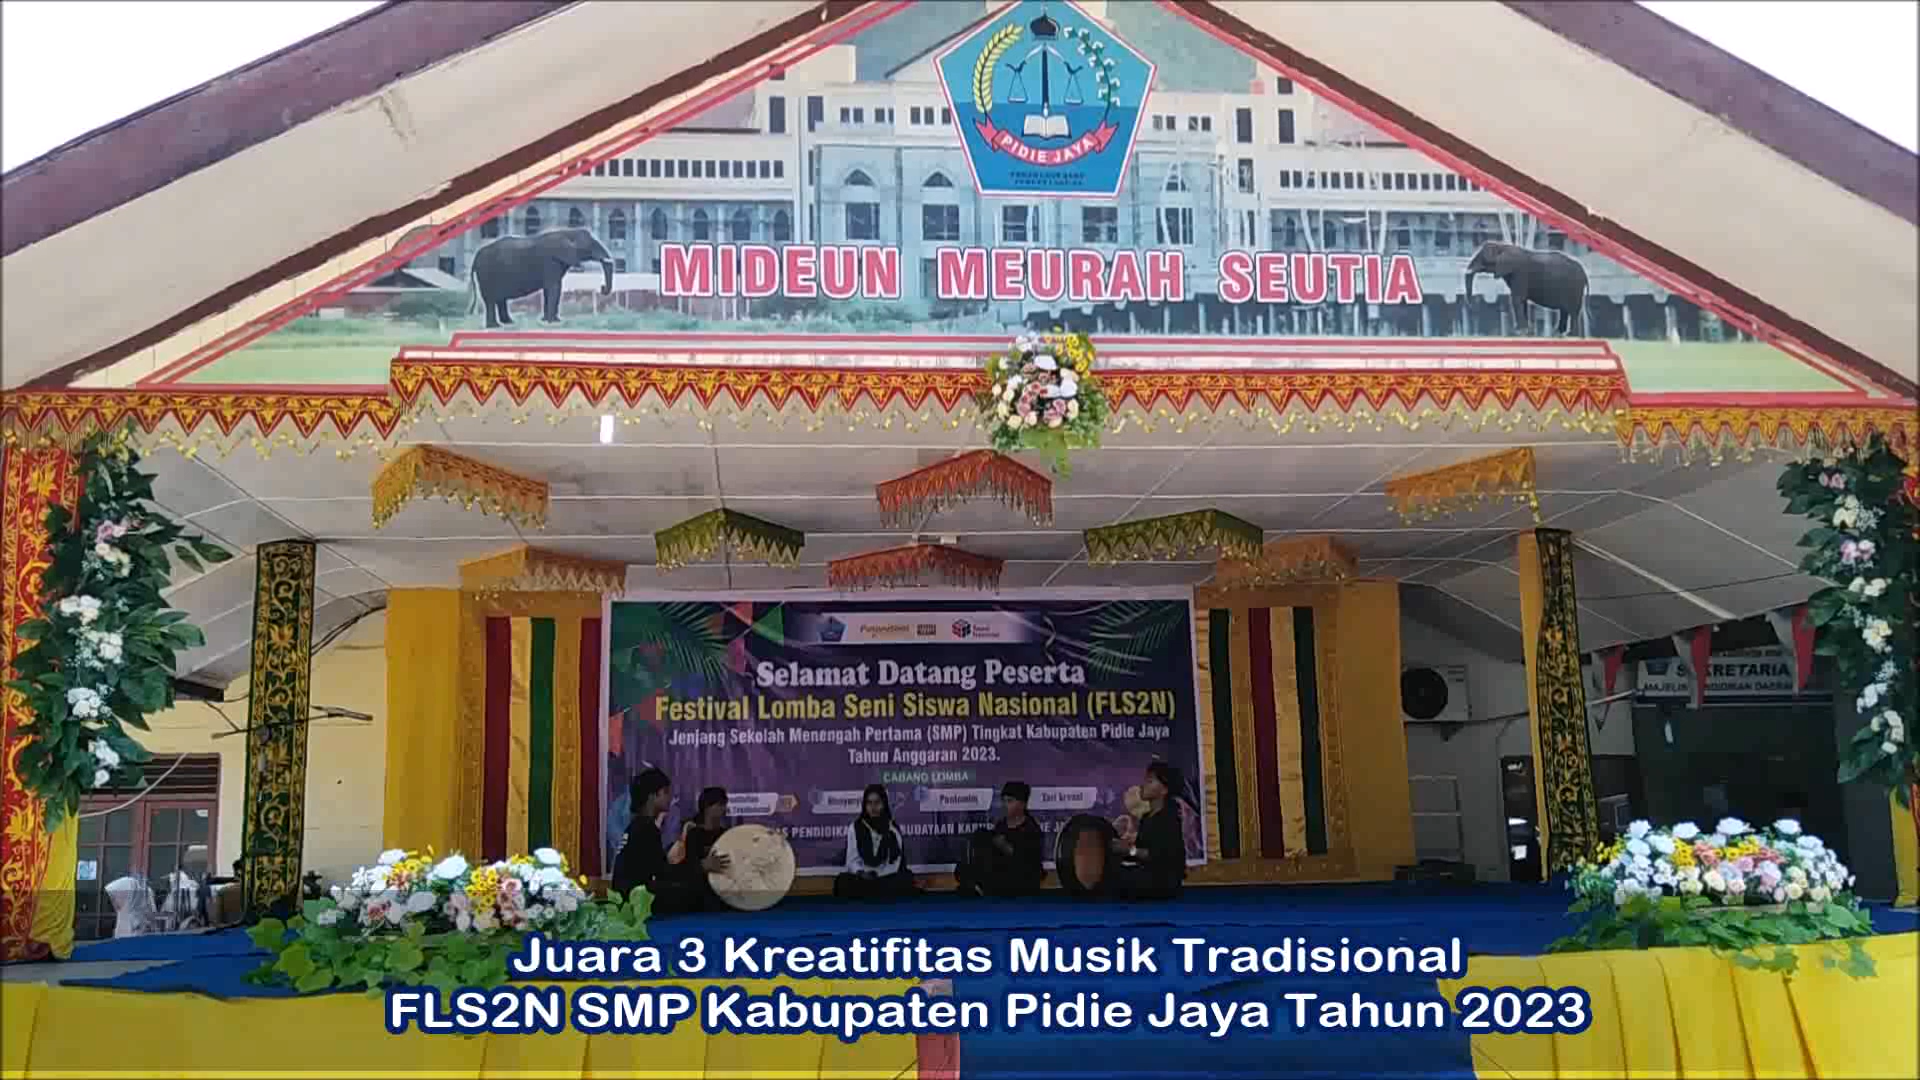 PIDIE JAYA
MIDEUN MEURAH SEUTIA
Selamat Datang Peserta
Festival Lomba Seni Siswa Nasional (FLS2N)
Jenjang Sekolah Menengah Pertama (SMP) Tingkat Kabupaten Pidie Jaya
Tahun Anggaran 2023.
CABANG LOMBA
Pantomim
Tari Kreasi
SEKRETARIA
Juara 3 Kreatifitas Musik Tradisional
FLS2N SMP Kabupaten Pidie Jaya Tahun 2023